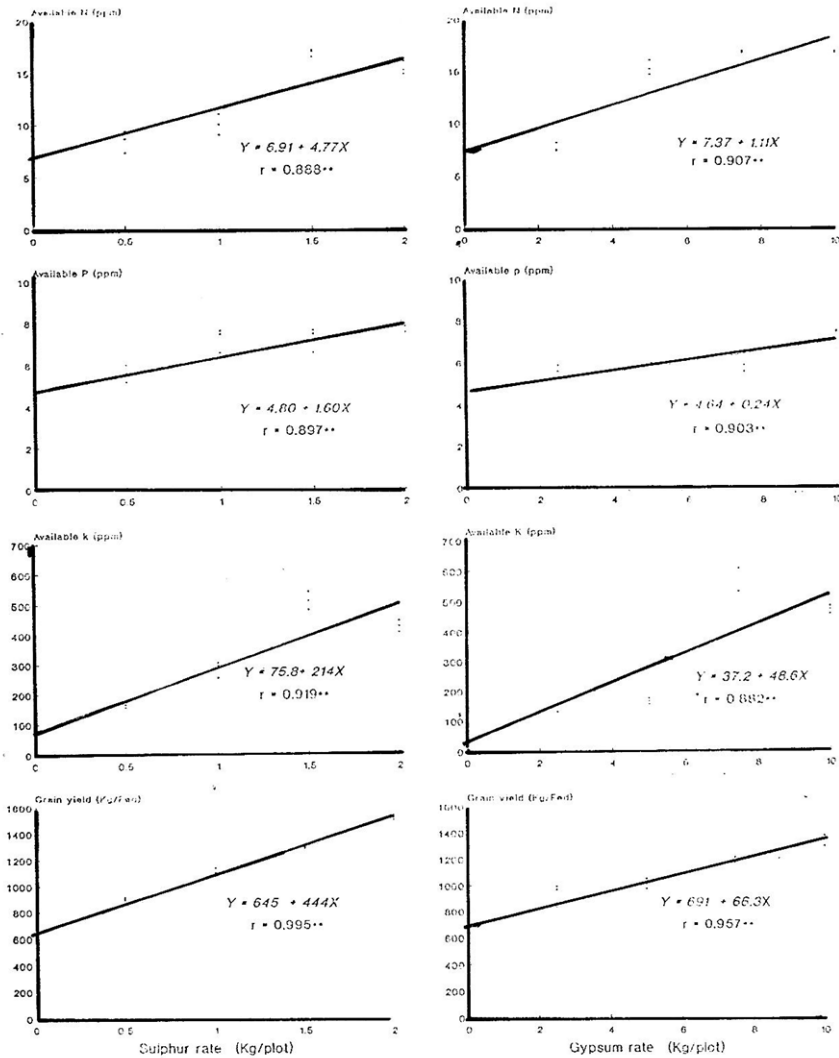 Available N (ppm)
20
15
10
5
0
Y = 6.91 + 4.77X
r = 0.888**
0 0.5 1 1.5 2
Available N (ppm)
20
15
10
5
0
Y = 7.37 + 1.11X
r = 0.907**
0 2 4 6 8 10
Available P (ppm)
10
8
6
4
2
0
Y = 4.80 + 1.60X
r = 0.897**
0 0.5 1 1.5 2
Available p (ppm)
10
8
6
4
2
0
Y = 4.64 + 0.24X
r = 0.903**
0 2 4 6 8 10
Available k (ppm)
700
600
500
400
300
200
100
0
Y = 75.8+ 214X
r = 0.919**
0 0.5 1 1.5 2
Available K (ppm)
700
600
500
400
300
200
100
0
Y = 37.2 + 48.6X
r = 0.882**
0 2 4 6 8 10
Grain yield (Kg/Fed)
1600
1400
1200
1000
800
600
400
200
0
Y = 645 + 444X
r = 0.995**
0 0.5 1 1.5 2
Sulphur rate (Kg/plot)
Grain yield (Kg/Fed)
1600
1400
1200
1000
800
600
400
200
0
Y = 691 + 66.3X
r = 0.957**
0 2 4 6 8 10
Gypsum rate (Kg/plot)